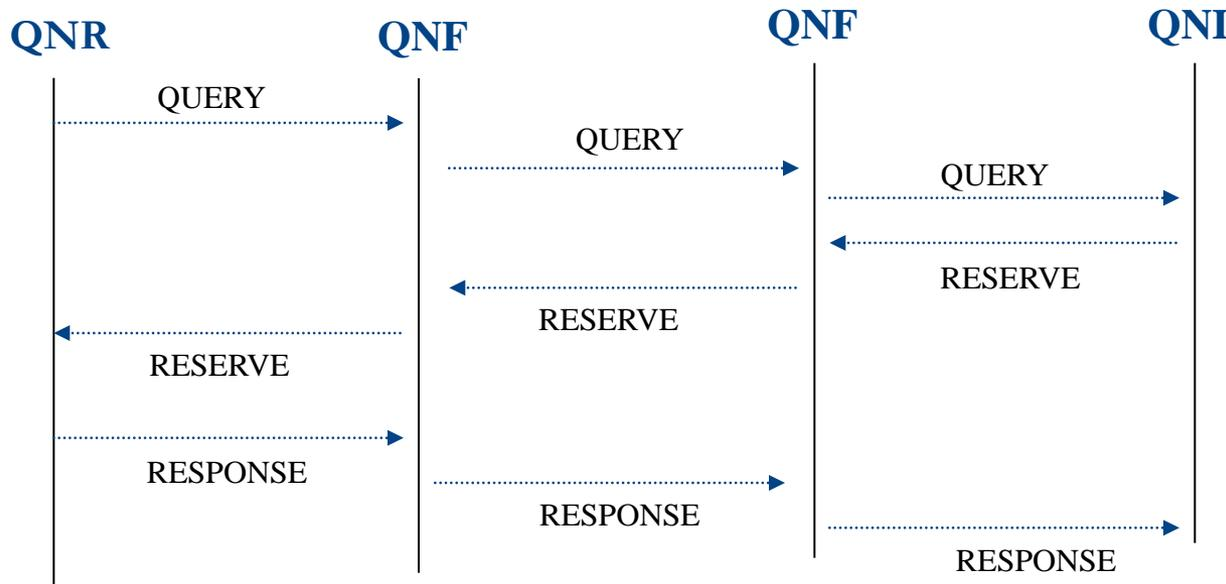 QNR
QNF
QNF
QNI
QUERY
QUERY
QUERY
RESERVE
RESERVE
RESERVE
RESPONSE
RESPONSE
RESPONSE